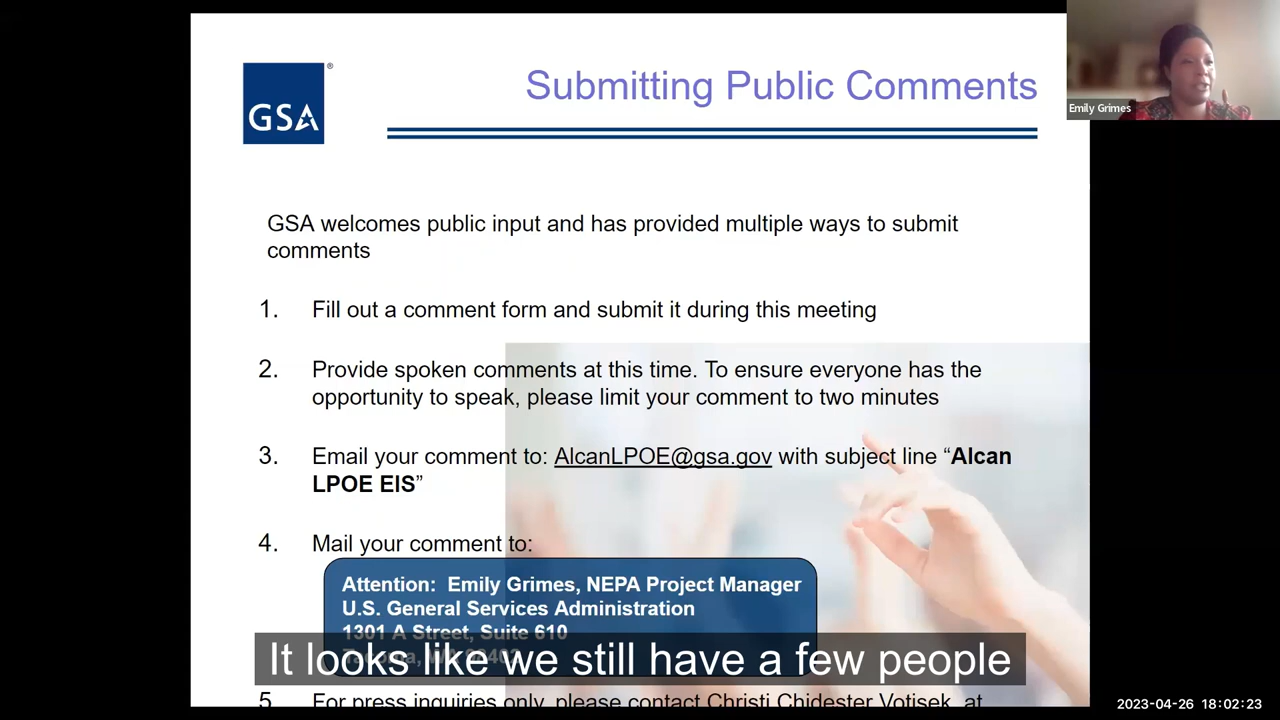 GSA
®
Submitting Public Comments
Emily Grimes
GSA welcomes public input and has provided multiple ways to submit
comments
1. Fill out a comment form and submit it during this meeting
2. Provide spoken comments at this time. To ensure everyone has the
opportunity to speak, please limit your comment to two minutes
3. Email your comment to: AlcanLPOE@gsa.gov with subject line “Alcan
LPOE EIS”
4. Mail your comment to:
Attention: Emily Grimes, NEPA Project Manager
U.S. General Services Administration
1301 A Street, Suite 610
It looks like we still have a few people
5. For press inquiries only, please contact Christi Chidester Votisek, at
2023-04-26 18:02:23